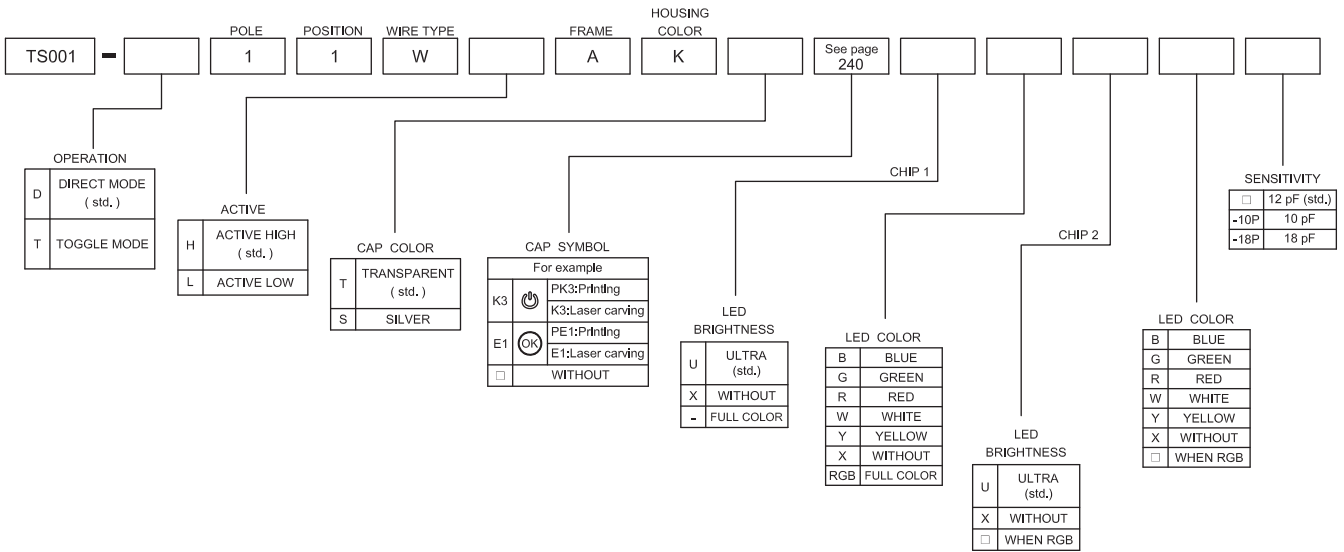 HOUSING
POLE POSITION WIRE TYPE FRAME COLOR
TS001 - 1 1 W A K See page
240
OPERATION
D DIRECT MODE
( std. )
T TOGGLE MODE
ACTIVE
H ACTIVE HIGH
( std. )
L ACTIVE LOW
CAP COLOR
T TRANSPARENT
( std. )
S SILVER
CAP SYMBOL
For example
K3 PK3:Printing
K3:Laser carving
E1 OK PE1:Printing
E1:Laser carving
□ WITHOUT
CHIP 1
LED
BRIGHTNESS
U ULTRA
(std.)
X WITHOUT
- FULL COLOR
LED COLOR
B BLUE
G GREEN
R RED
W WHITE
Y YELLOW
X WITHOUT
RGB FULL COLOR
CHIP 2
LED
BRIGHTNESS
U ULTRA
(std.)
X WITHOUT
□ WHEN RGB
LED COLOR
B BLUE
G GREEN
R RED
W WHITE
Y YELLOW
X WITHOUT
□ WHEN RGB
SENSITIVITY
□ 12 pF (std.)
-10P 10 pF
-18P 18 pF